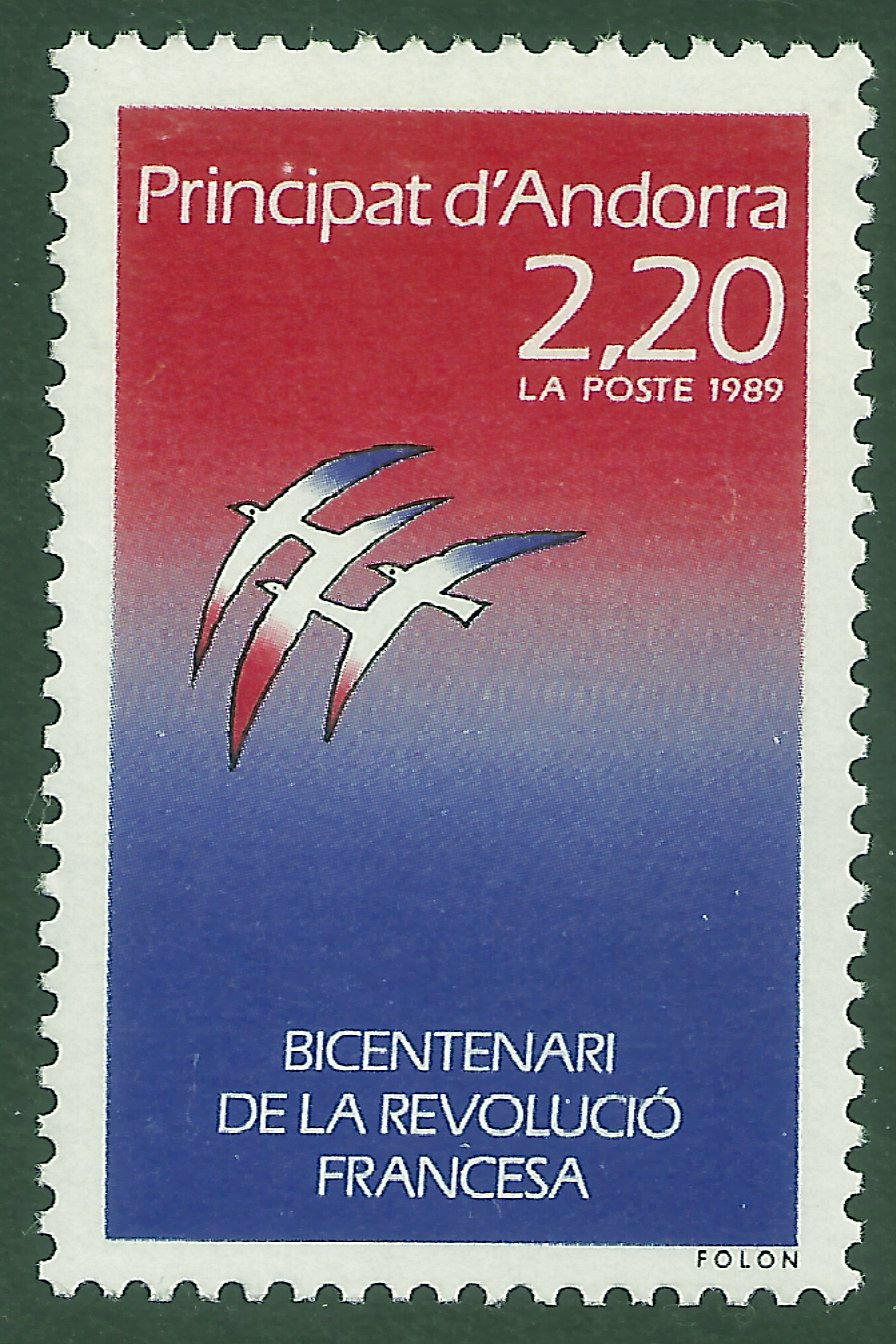 Principat d'Andorra
2,20
LA POSTE 1989
BICENTENARI
DE LA REVOLUCIÓ
FRANCESA
FOLON